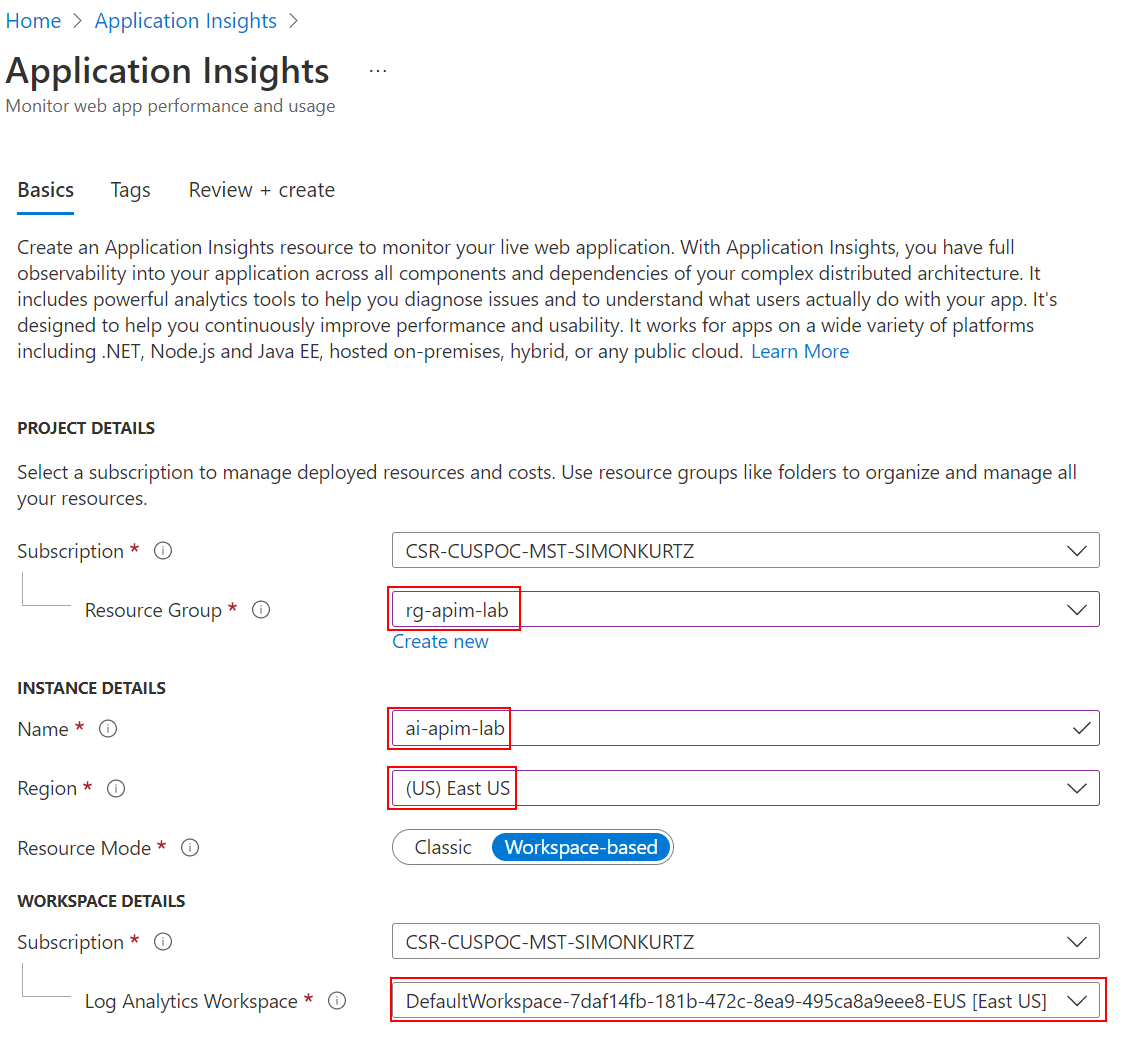 Home > Application Insights >
Application Insights ...
Monitor web app performance and usage
Basics Tags Review + create
Create an Application Insights resource to monitor your live web application. With Application Insights, you have full
observability into your application across all components and dependencies of your complex distributed architecture. It
includes powerful analytics tools to help you diagnose issues and to understand what users actually do with your app. It's
designed to help you continuously improve performance and usability. It works for apps on a wide variety of platforms
including .NET, Node.js and Java EE, hosted on-premises, hybrid, or any public cloud. Learn More
PROJECT DETAILS
Select a subscription to manage deployed resources and costs. Use resource groups like folders to organize and manage all
your resources.
Subscription * CSR-CUSPOC-MST-SIMONKURTZ
Resource Group * rg-apim-lab
Create new
INSTANCE DETAILS
Name * ai-apim-lab
Region * (US) East US
Resource Mode * Classic Workspace-based
WORKSPACE DETAILS
Subscription * CSR-CUSPOC-MST-SIMONKURTZ
Log Analytics Workspace * DefaultWorkspace-7daf14fb-181b-472c-8ea9-495ca8a9eee8-EUS [East US]